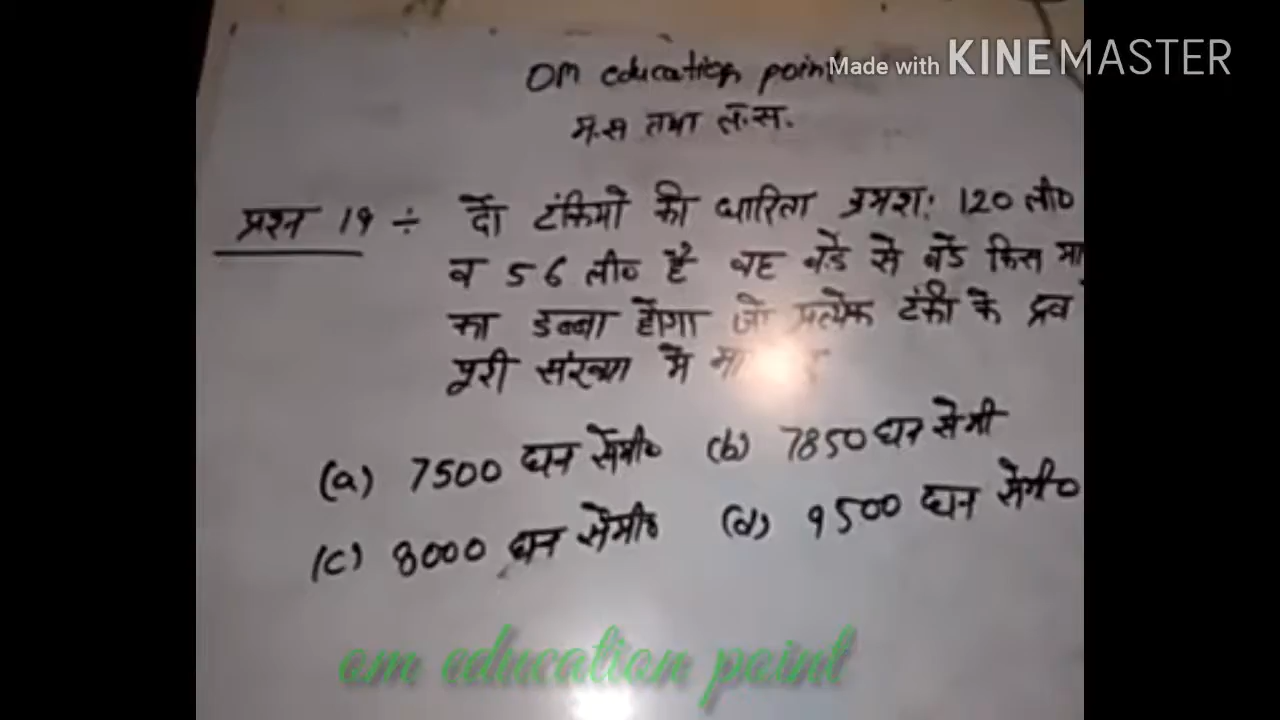 Made with KINEMASTER
OM education point
म.स तथा ल.स.
प्रश्न 19 ÷ दो टंकियो की धारिता क्रमश: 120 ली०
व 56 ली० है वह बडे से बडे किस
का डब्बा होगा जो प्रत्येक टंकी के द्रव
पूरी संख्या मे
(a) 7500 घन सेमी० (b) 7850 घन सेमी
(c) 8000 घन सेमी० (d) 9500 घन सेमी०
om education point